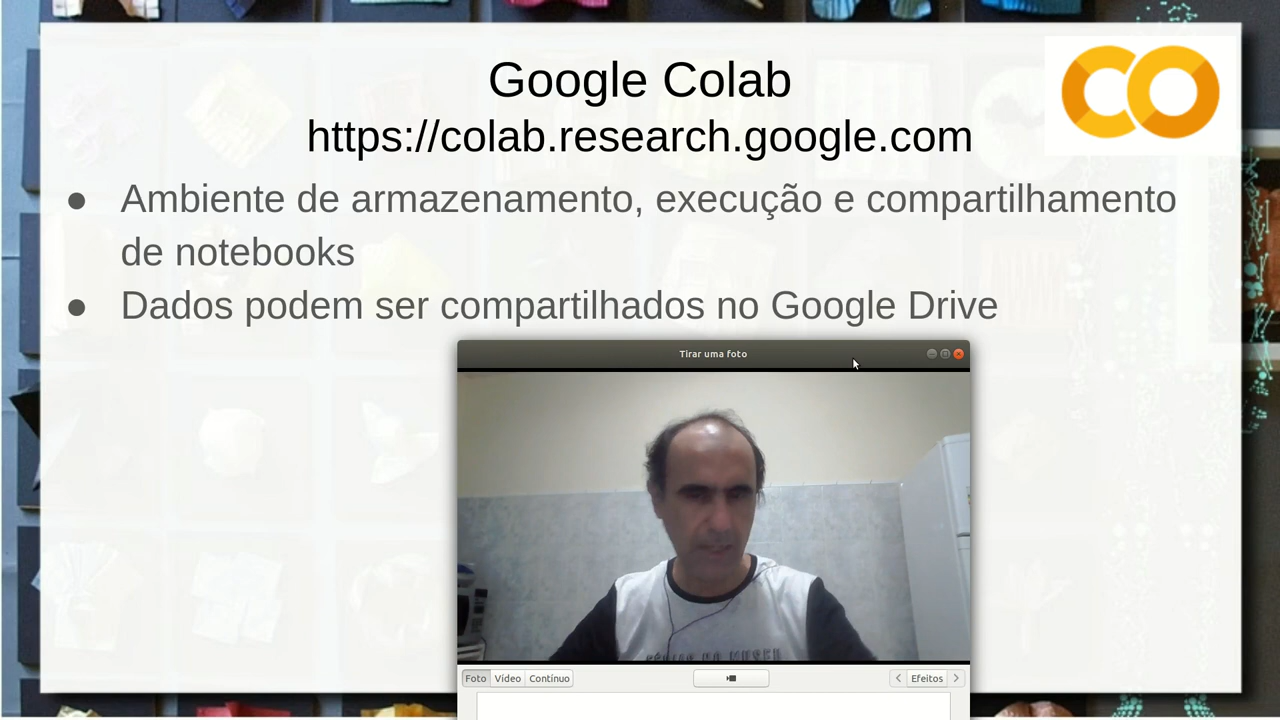 Google Colab
https://colab.research.google.com
● Ambiente de armazenamento, execução e compartilhamento
de notebooks
● Dados podem ser compartilhados no Google Drive
Tirar uma foto
Foto Vídeo Contínuo
Efeitos